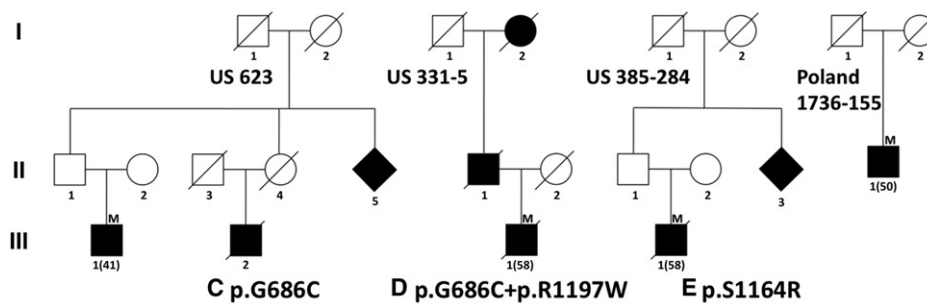 I
1 2 1 2 1 2 1 2
US 623 US 331-5 US 385-284 Poland
1736-155
M
II
1 2 3 4 5 1 2 1 2 3 1(50)
M M M
III
1(41) 2 1(58) 1(58)
C p.G686C D p.G686C+p.R1197W E p.S1164R